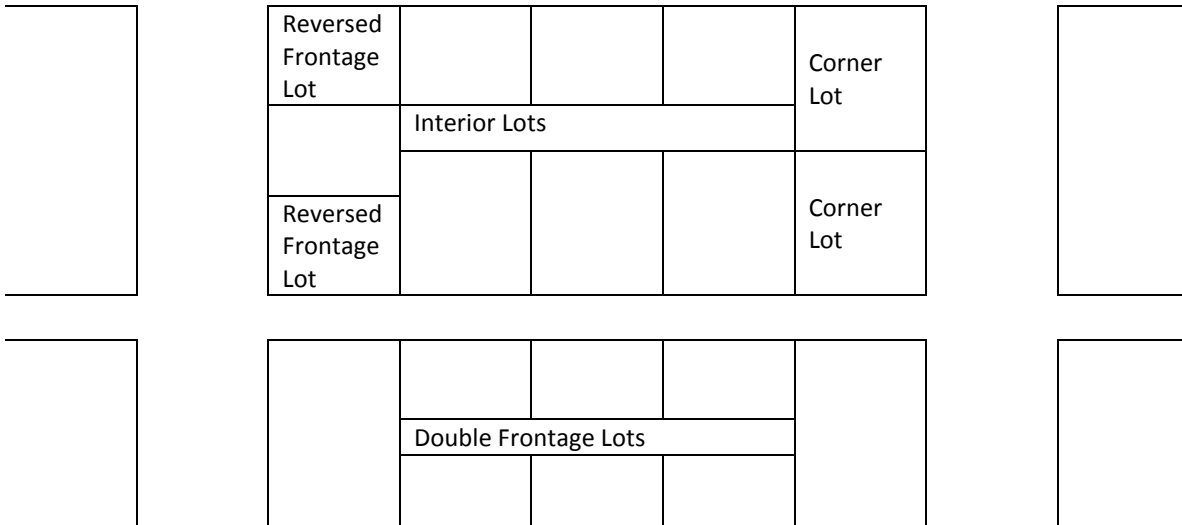 Reversed
Frontage
Lot
Corner
Lot
Interior Lots
Reversed
Frontage
Lot
Corner
Lot
Double Frontage Lots